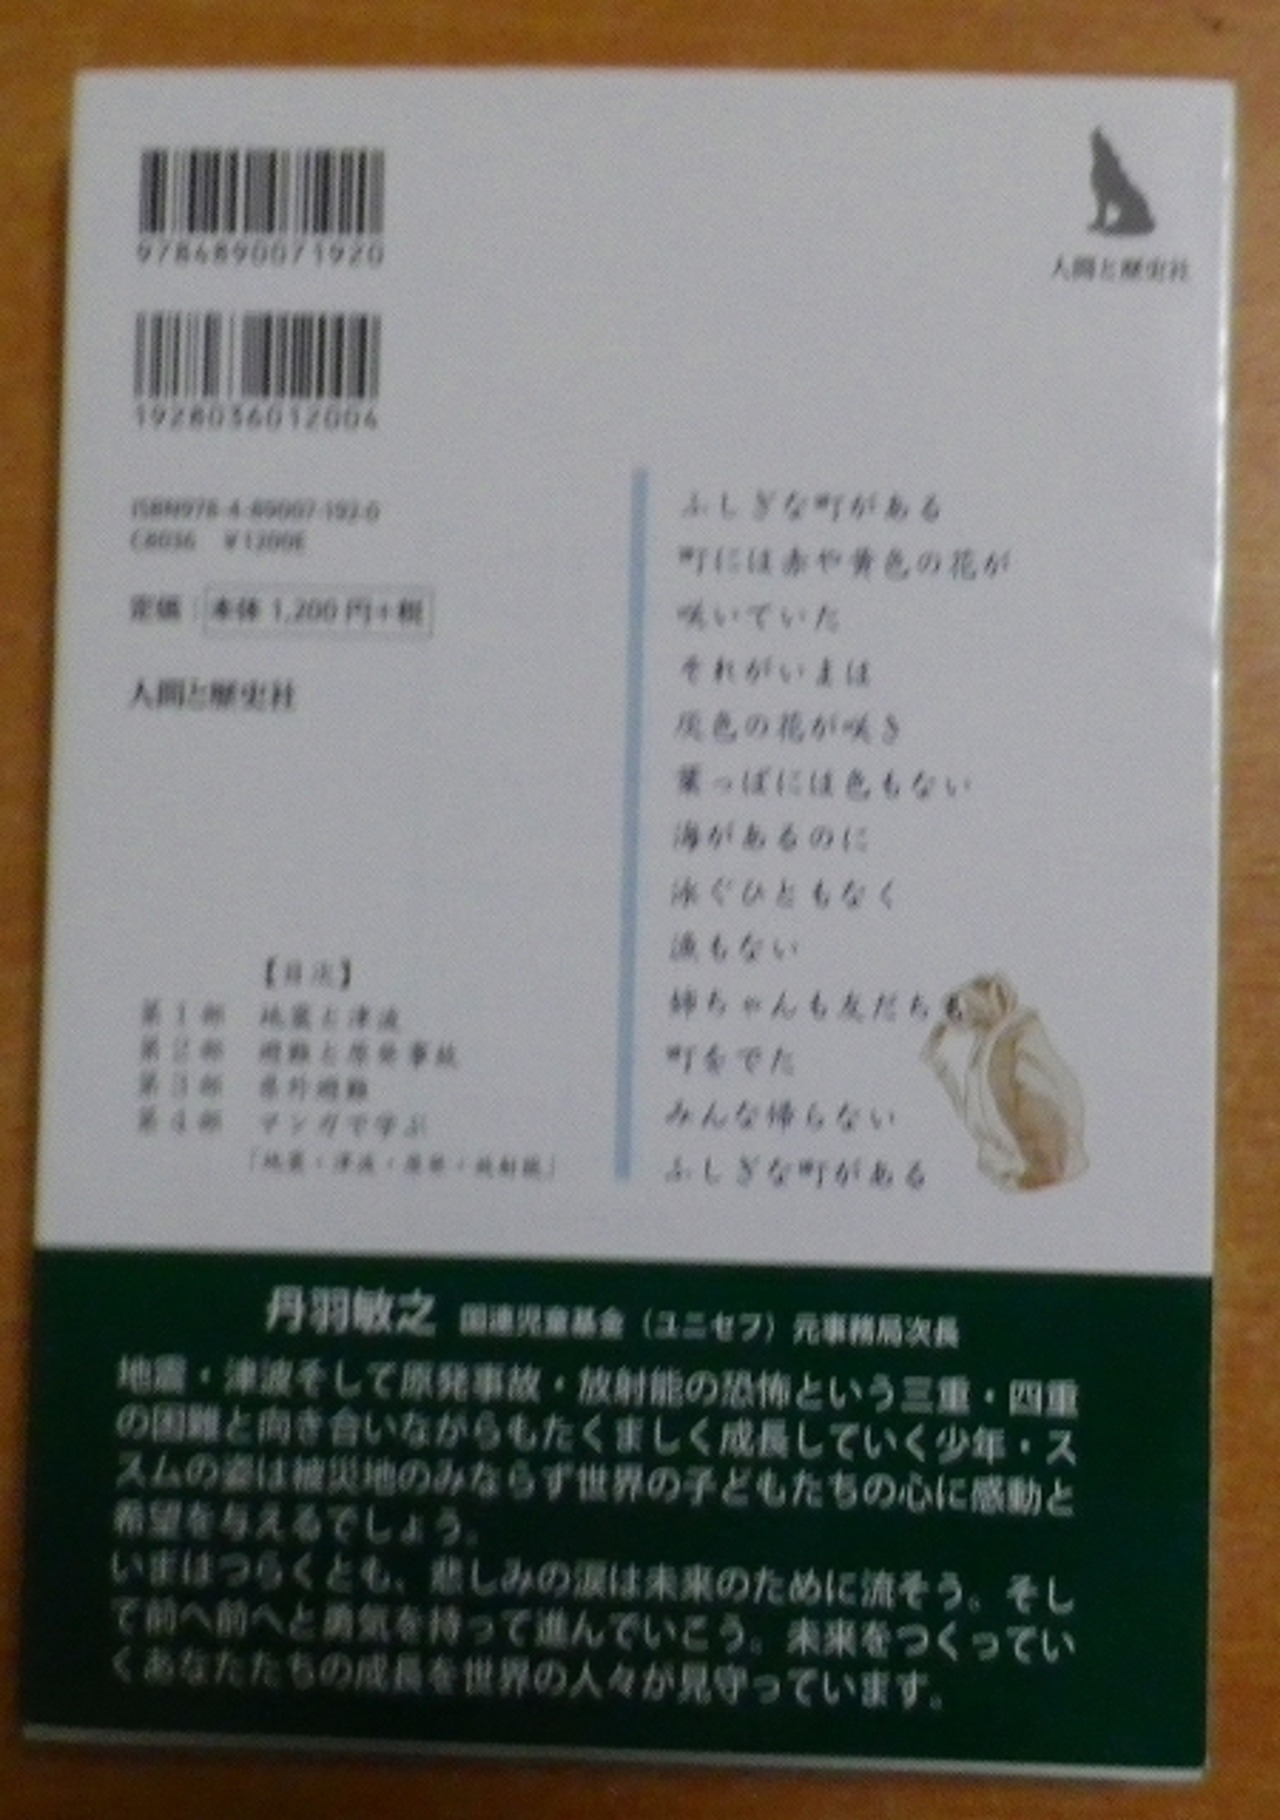 9784890071920
1928036012004
人間と歴史社
ISBN978-4-89007-192-0
C8036 ¥1200E
定価：本体 1,200 円+税
人間と歴史社
ふしぎな町がある
町には赤や黄色の花が
咲いていた
それがいまは
灰色の花が咲き
葉っぱには色もない
海があるのに
泳ぐひともなく
漁もない
姉ちゃんも友だちも
町をでた
みんな帰らない
ふしぎな町がある
【目次】
第1部 地震と津波
第2部 避難と原発事故
第3部 県外避難
第4部 マンガで学ぶ
「地震・津波・原発・放射能」
丹羽敏之 国連児童基金（ユニセフ）元事務局次長
地震・津波そして原発事故・放射能の恐怖という三重・四重
の困難と向き合いながらもたくましく成長していく少年・ス
スムの姿は被災地のみならず世界の子どもたちの心に感動と
希望を与えるでしょう。
いまはつらくとも、悲しみの涙は未来のために流そう。そし
て前へ前へと勇気を持って進んでいこう。未来をつくってい
くあなたたちの成長を世界の人々が見守っています。